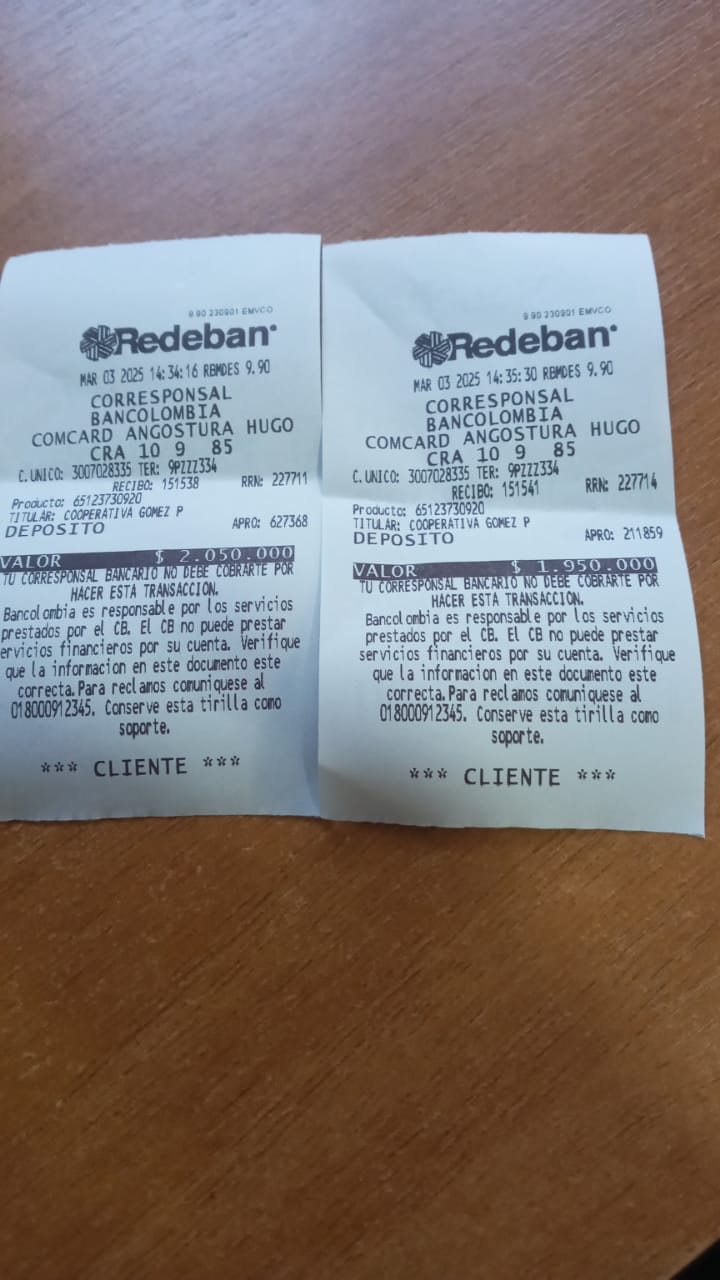 9.90 230901 EMVCO
Redeban
MAR 03 2025 14:34:16 RBMDES 9.90
CORRESPONSAL
BANCOLOMBIA
COMCARD ANGOSTURA HUGO
CRA 10 9 85
C. UNICO: 3007028335 TER: 9PZZZ334
RECIBO: 151538 RRN: 227711
Producto: 65123730920
TITULAR: COOPERATIVA GOMEZ P
DEPOSITO APRO: 627368
VALOR $ 2.050.000
TU CORRESPONSAL BANCARIO NO DEBE COBRARTE POR
HACER ESTA TRANSACCION.
Bancolombia es responsable por los servicios
prestados por el CB. El CB no puede prestar
ervicios financieros por su cuenta. Verifique
que la informacion en este documento este
correcta. Para reclamos comuniquese al
018000912345. Conserve esta tirilla como
soporte.
*** CLIENTE ***
9.90 230901 EMVCO
Redeban
MAR 03 2025 14:35:30 RBMDES 9.90
CORRESPONSAL
BANCOLOMBIA
COMCARD ANGOSTURA HUGO
CRA 10 9 85
C. UNICO: 3007028335 TER: 9PZZZ334
RECIBO: 151541 RRN: 227714
Producto: 65123730920
TITULAR: COOPERATIVA GOMEZ P
DEPOSITO APRO: 211859
VALOR $ 1.950.000
TU CORRESPONSAL BANCARIO NO DEBE COBRARTE POR
HACER ESTA TRANSACCION.
Bancolombia es responsable por los servicios
prestados por el CB. El CB no puede prestar
servicios financieros por su cuenta. Verifique
que la informacion en este documento este
correcta. Para reclamos comuniquese al
018000912345. Conserve esta tirilla como
soporte.
*** CLIENTE ***